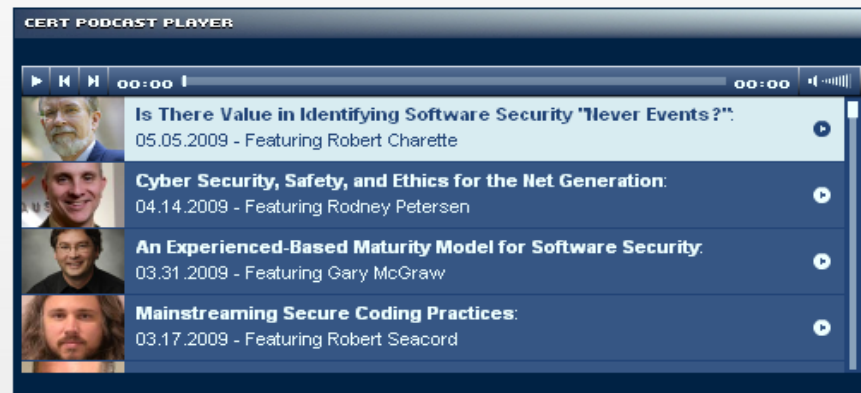 CERT PODCAST PLAYER
00:00 00:00
Is There Value in Identifying Software Security "Never Events?":
05.05.2009 - Featuring Robert Charette
Cyber Security, Safety, and Ethics for the Net Generation:
04.14.2009 - Featuring Rodney Petersen
An Experienced-Based Maturity Model for Software Security:
03.31.2009 - Featuring Gary McGraw
Mainstreaming Secure Coding Practices:
03.17.2009 - Featuring Robert Seacord